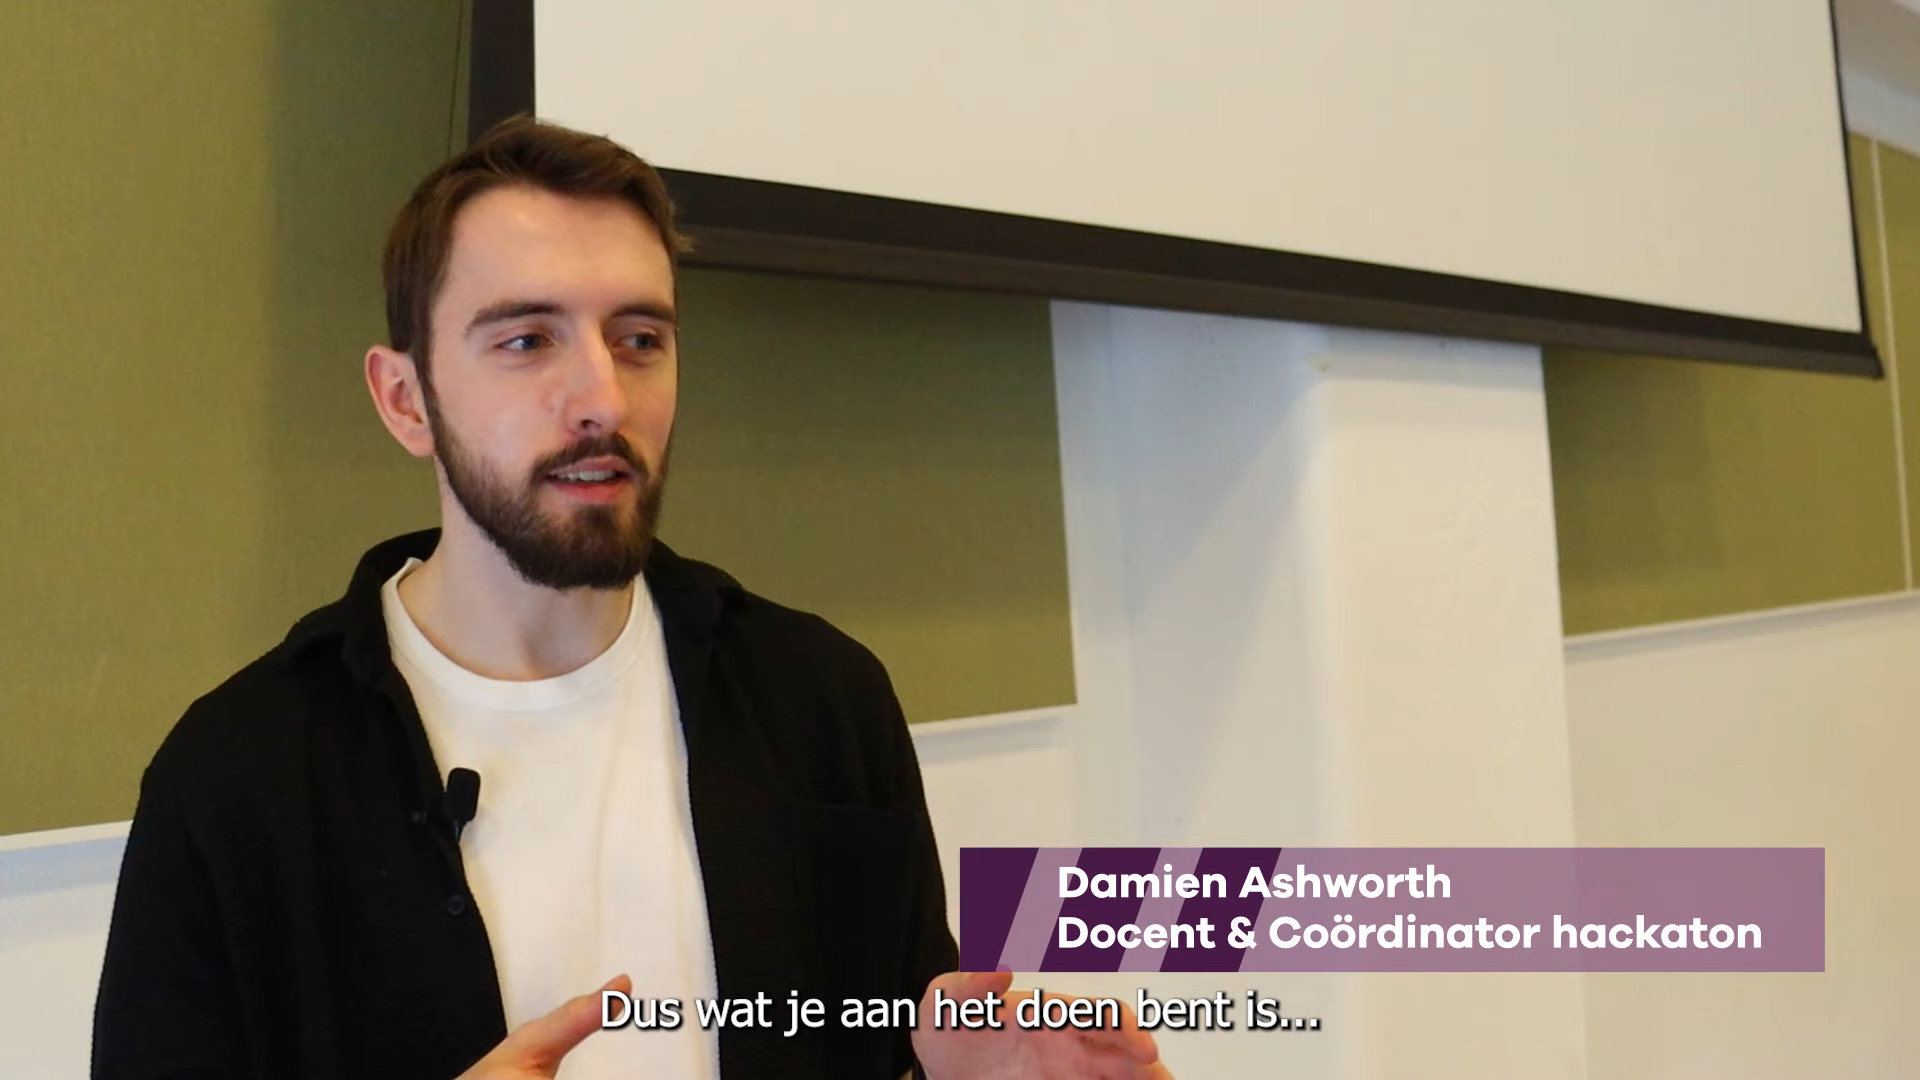 Damien Ashworth
Docent & Coördinator hackaton
Dus wat je aan het doen bent is...